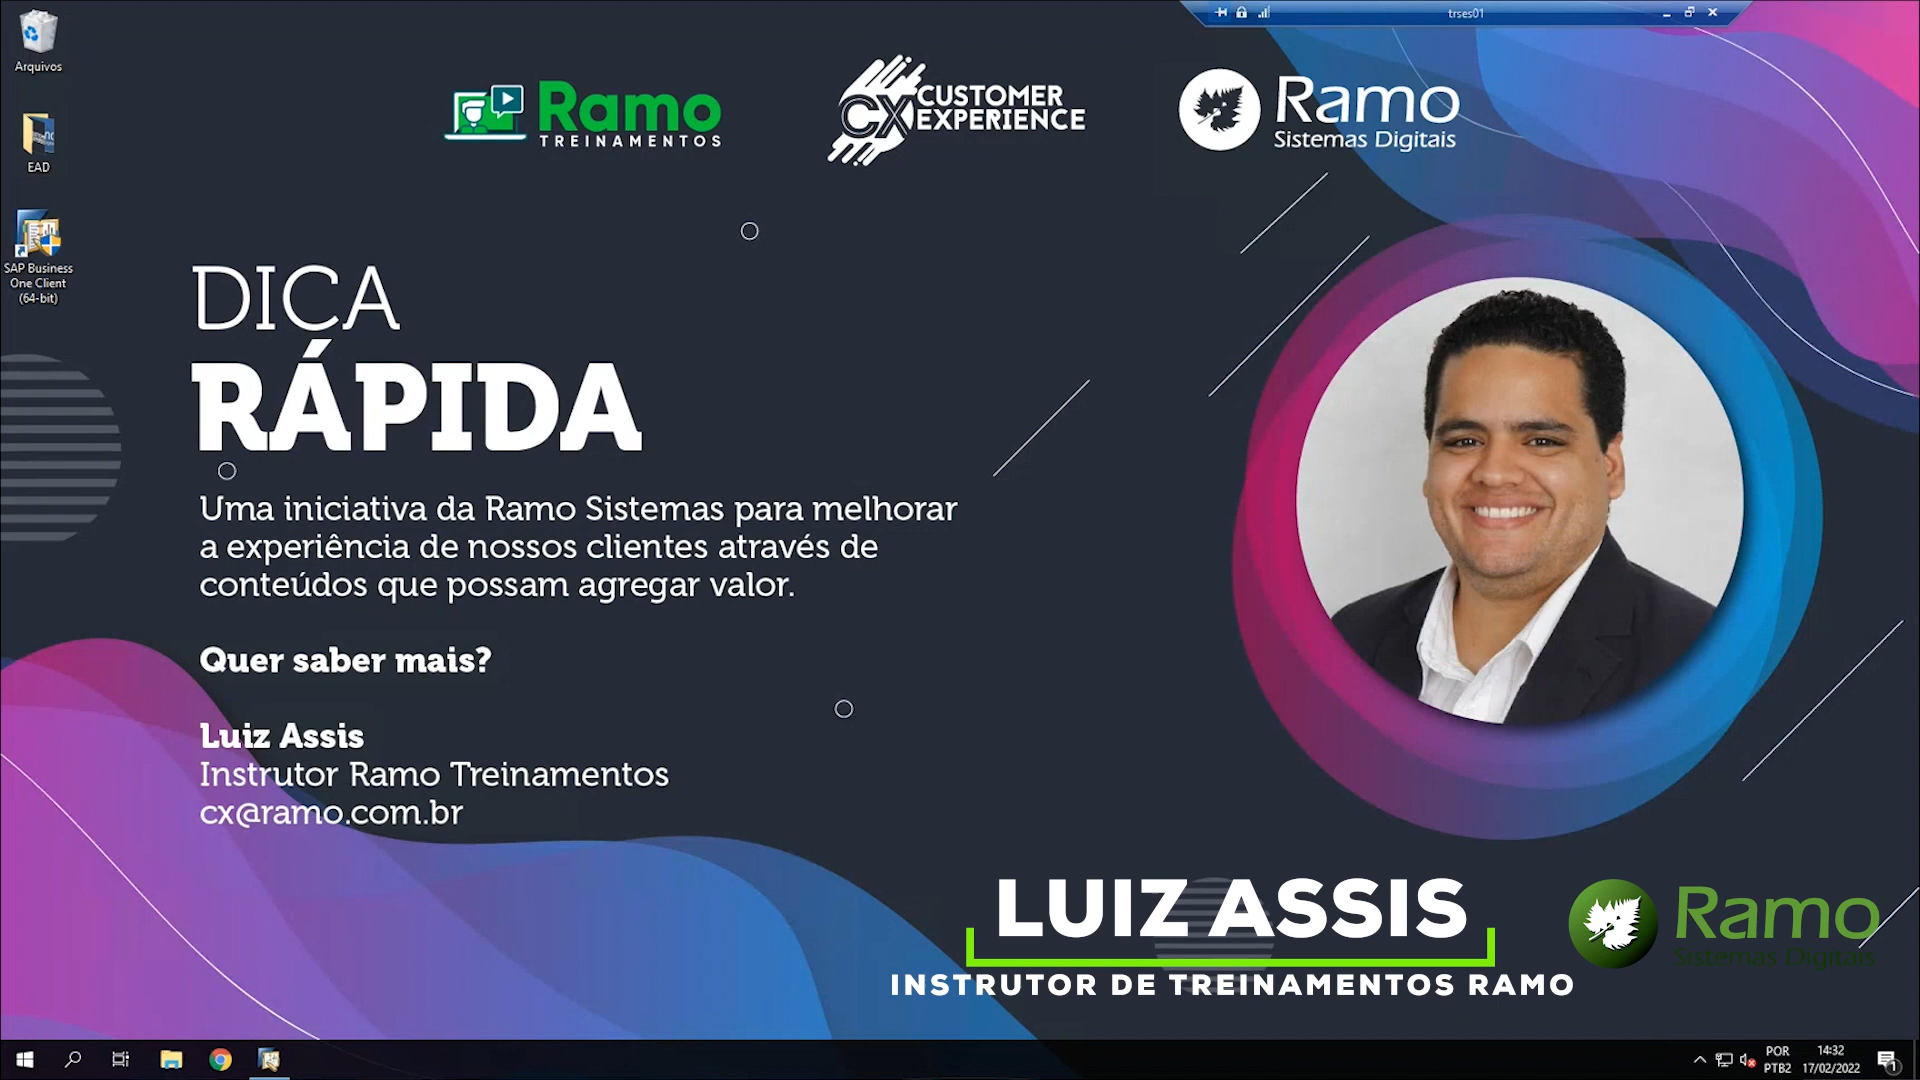 trses01
Arquivos
EAD
SAP Business
One Client
(64-bit)
Ramo
TREINAMENTOS
CX
CUSTOMER
EXPERIENCE
Ramo
Sistemas Digitais
DICA
RÁPIDA
Uma iniciativa da Ramo Sistemas para melhorar
a experiência de nossos clientes através de
conteúdos que possam agregar valor.
Quer saber mais?
Luiz Assis
Instrutor Ramo Treinamentos
cx@ramo.com.br
LUIZ ASSIS
INSTRUTOR DE TREINAMENTOS RAMO
Ramo
Sistemas Digitais
POR
PTB2
14:32
17/02/2022
1